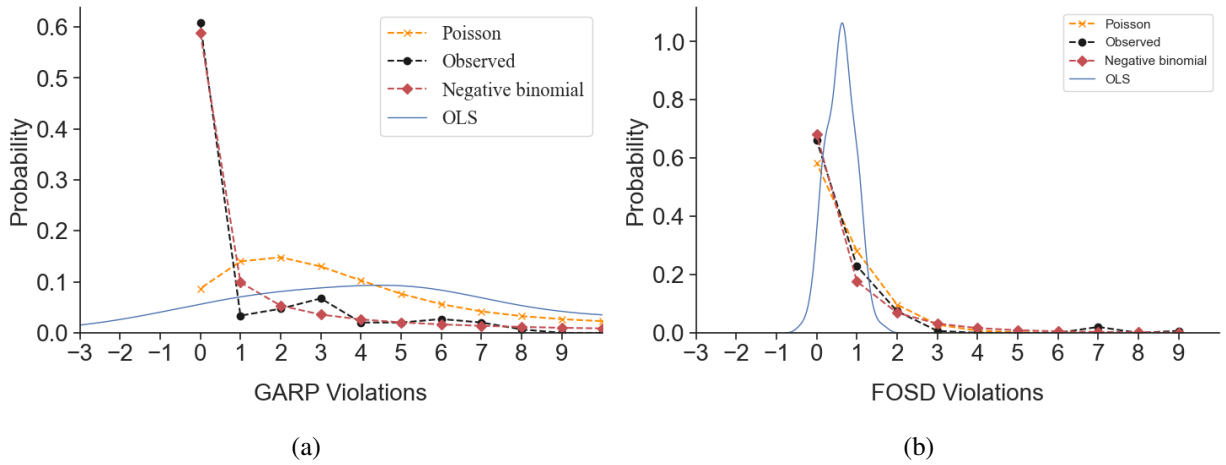 Probability
0.6
0.5
0.4
0.3
0.2
0.1
0.0
−3 −2 −1 0 1 2 3 4 5 6 7 8 9
GARP Violations
Poisson
Observed
Negative binomial
OLS
(a)
Probability
1.0
0.8
0.6
0.4
0.2
0.0
−3 −2 −1 0 1 2 3 4 5 6 7 8 9
FOSD Violations
Poisson
Observed
Negative binomial
OLS
(b)